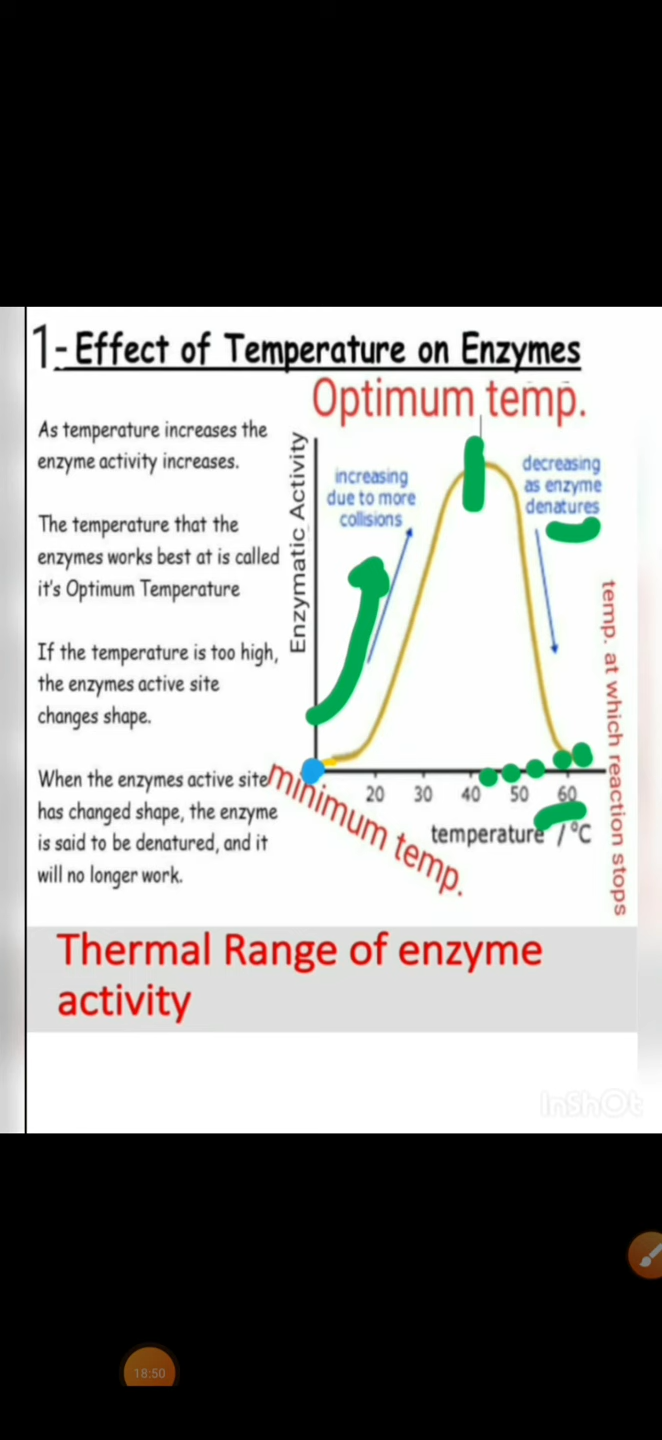 1- Effect of Temperature on Enzymes
Optimum temp.
As temperature increases the
enzyme activity increases.
The temperature that the
enzymes works best at is called
it's Optimum Temperature
If the temperature is too high,
the enzymes active site
changes shape.
When the enzymes active site
has changed shape, the enzyme
is said to be denatured, and it
will no longer work.
Enzymatic Activity
increasing
due to more
collisions
decreasing
as enzyme
denatures
temp. at which reaction stops
minimum temp.
20 30 40 50 60
temperature / °C
Thermal Range of enzyme
activity
InShOt
18:50